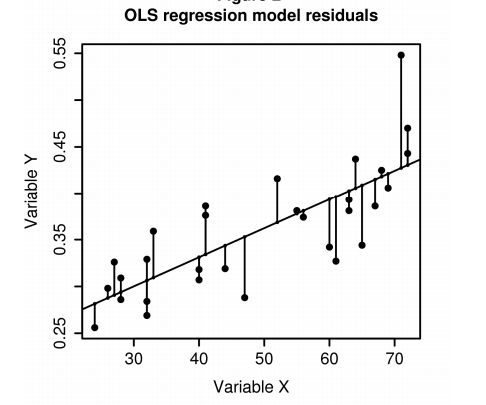 OLS regression model residuals
Variable Y
0.55
0.45
0.35
0.25
30 40 50 60 70
Variable X